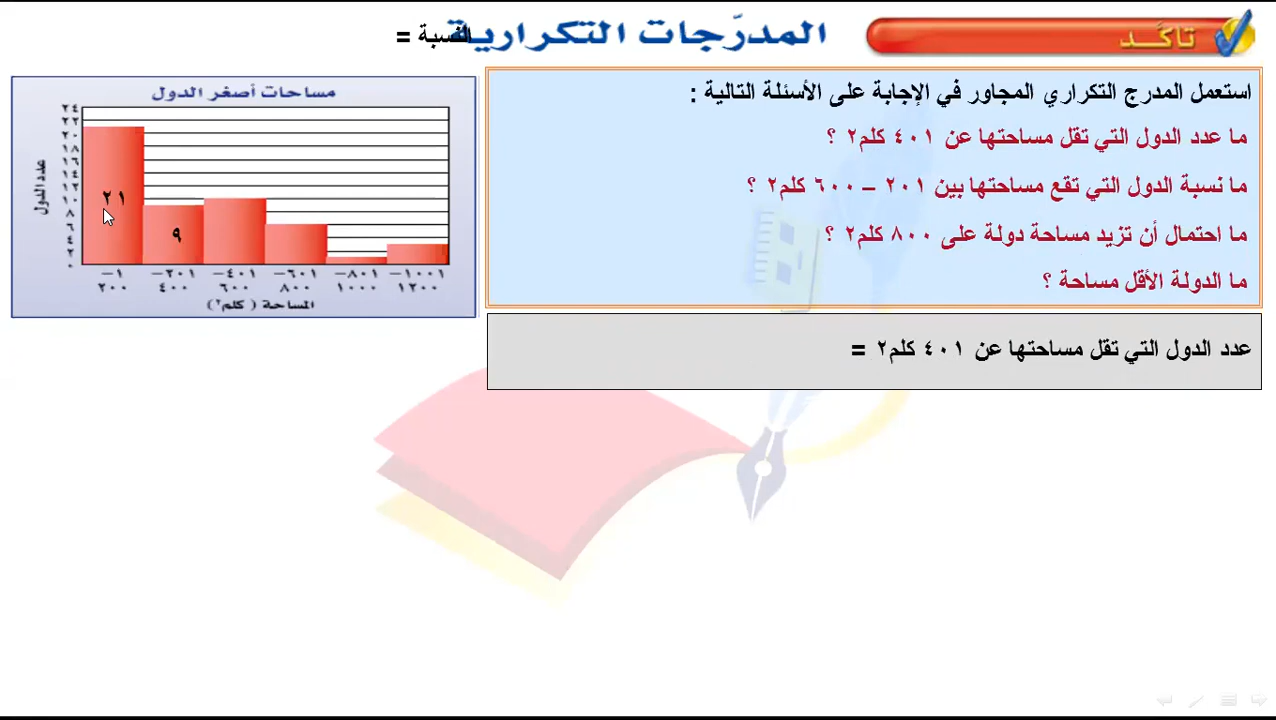 تأكّد
المدرّجات التكرارية
النسبة =
استعمل المدرج التكراري المجاور في الإجابة على الأسئلة التالية :
ما عدد الدول التي تقل مساحتها عن ٤٠١ كلم٢ ؟
ما نسبة الدول التي تقع مساحتها بين ٢٠١ – ٦٠٠ كلم٢ ؟
ما احتمال أن تزيد مساحة دولة على ٨٠٠ كلم٢ ؟
ما الدولة الأقل مساحة ؟
عدد الدول التي تقل مساحتها عن ٤٠١ كلم٢ =
مساحات أصغر الدول
عدد الدول
٢٤
٢٢
٢٠
١٨
١٦
١٤
١٢
١٠
٨
٦
٤
٢
٠
٢١
٩
١– ٢٠١– ٤٠١– ٦٠١– ٨٠١– ١٠٠١–
٢٠٠ ٤٠٠ ٦٠٠ ٨٠٠ ١٠٠٠ ١٢٠٠
المساحة ( كلم٢)